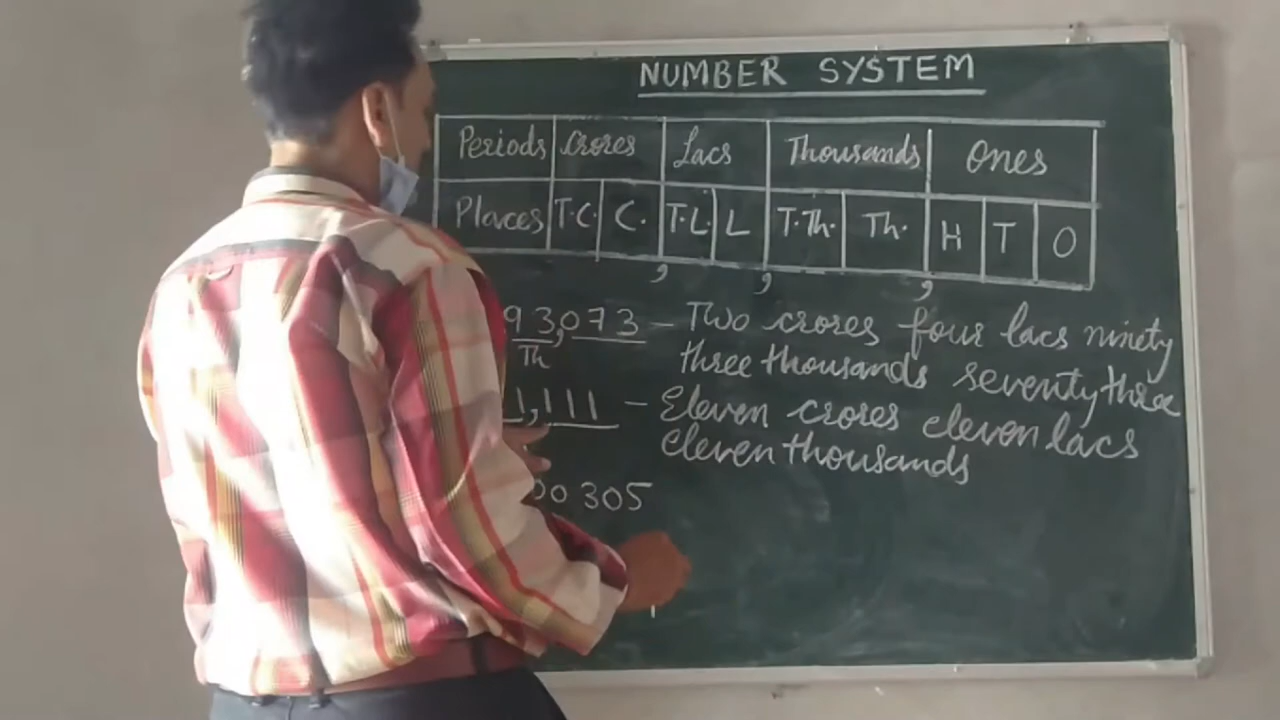 NUMBER SYSTEM
Periods Crores Lacs Thousands Ones
Places T.C. C. T.L. L T.Th. Th. H T O
, , ,
93,073 - Two crores four lacs ninety
Th three thousands seventy three
1,111 - Eleven crores eleven lacs
eleven thousands
00 305